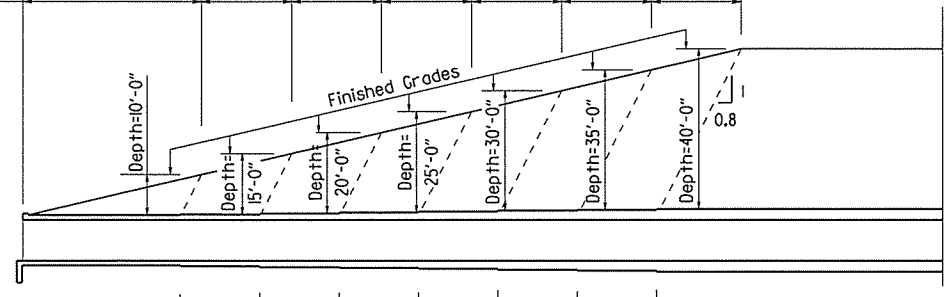 Finished Grades
Depth=10'-0"
Depth=
15'-0"
Depth=
20'-0"
Depth=
25'-0"
Depth=30'-0"
Depth=35'-0"
Depth=40'-0"
1
0.8